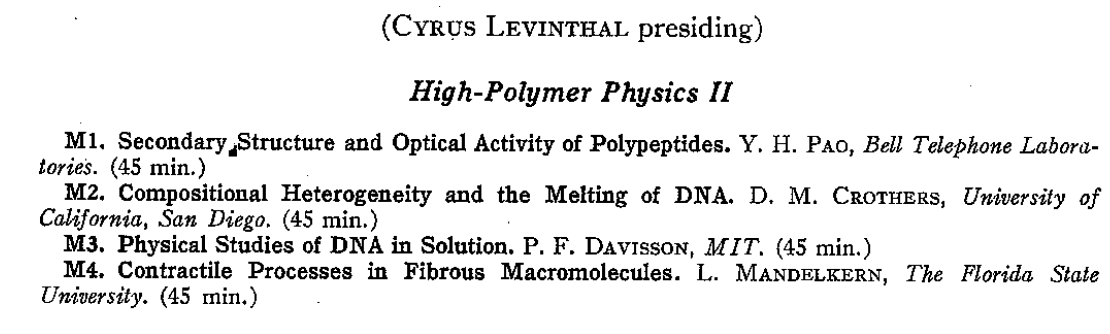 (CYRUS LEVINTHAL presiding)
High-Polymer Physics II
M1. Secondary Structure and Optical Activity of Polypeptides. Y. H. PAO, Bell Telephone Labora-
tories. (45 min.)
M2. Compositional Heterogeneity and the Melting of DNA. D. M. CROTHERS, University of
California, San Diego. (45 min.)
M3. Physical Studies of DNA in Solution. P. F. DAVISSON, MIT. (45 min.)
M4. Contractile Processes in Fibrous Macromolecules. L. MANDELKERN, The Florida State
University. (45 min.)